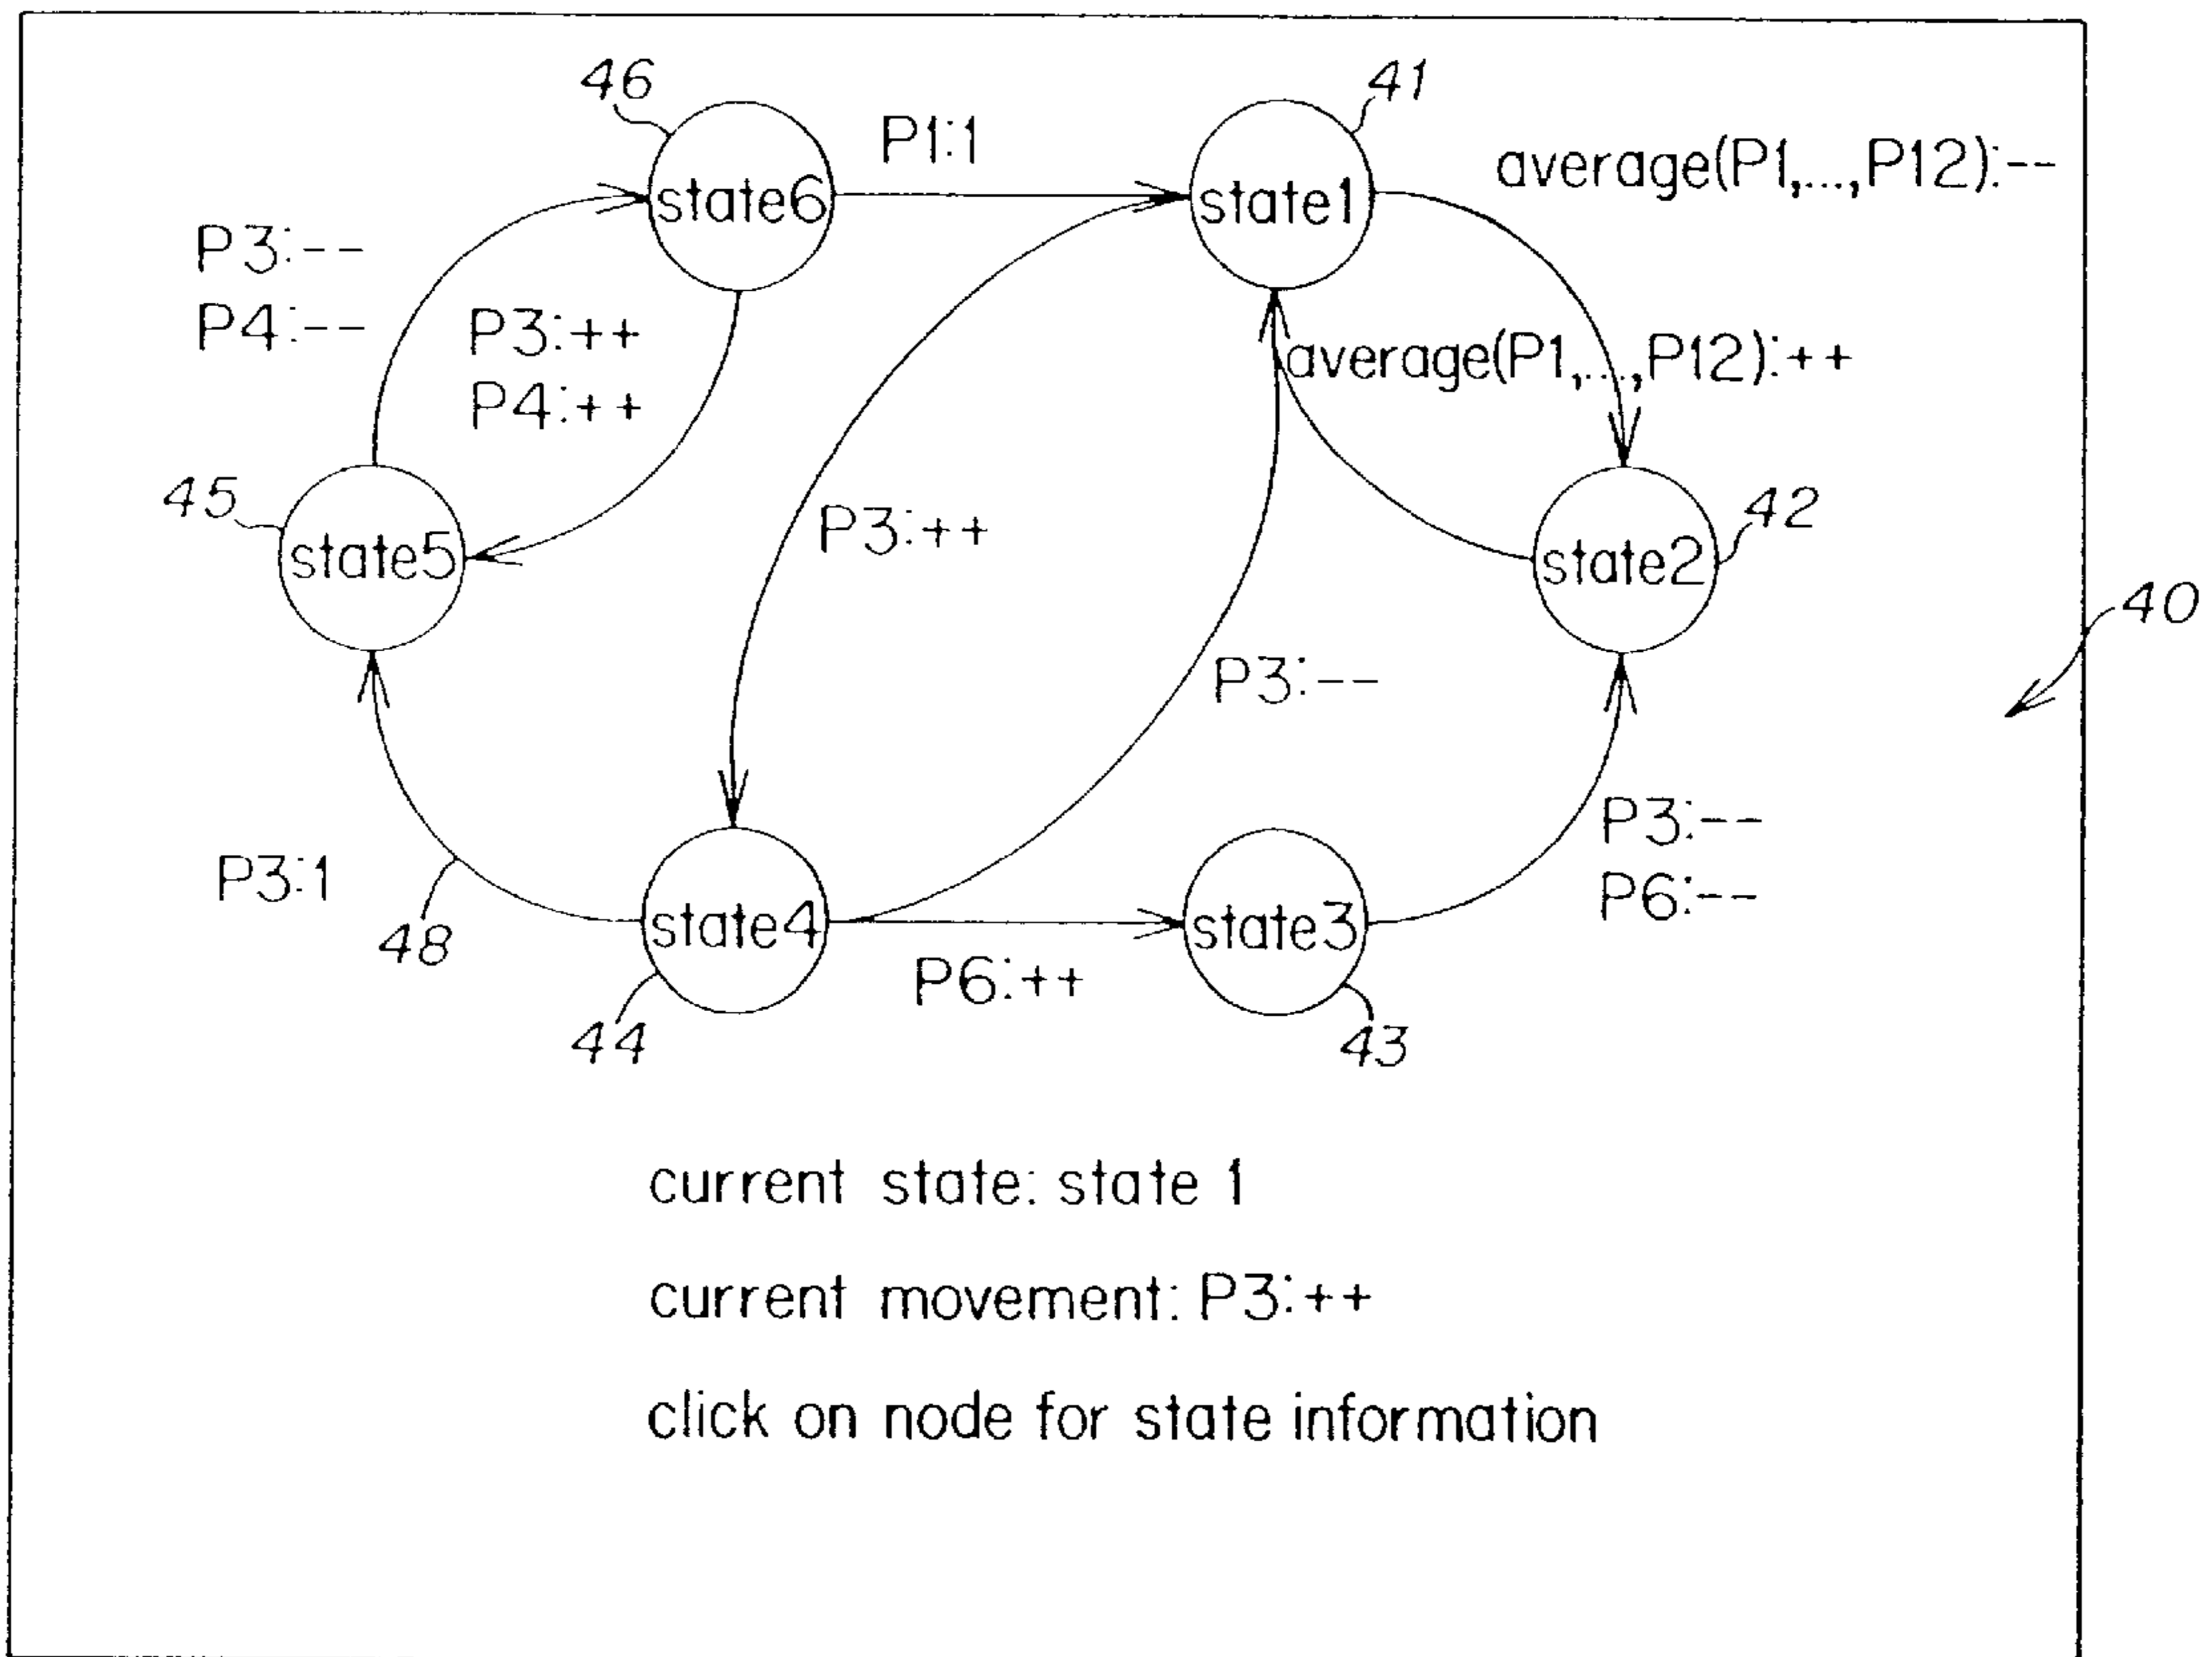 46
41
P1:1
average(P1,...,P12):--
state6
state1
P3:--
P4:--
P3:++
P4:++
average(P1,...,P12):++
45
42
P3:++
state5
state2
40
P3:--
P3:--
P6:--
P3:1
48
state4
state3
P6:++
44
43
current state: state 1
current movement: P3:++
click on node for state information